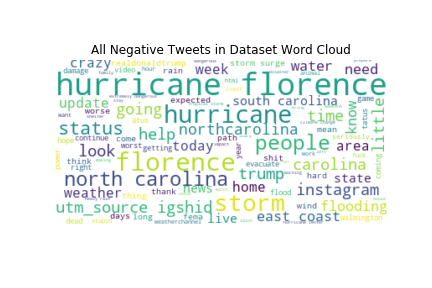 All Negative Tweets in Dataset Word Cloud
crazy realdonaldtrump storm surge little
damage video hour rain week water need
hurricane florence
update worse going expected south carolina game
status hurricane time know
want help northcarolina mean
hope continue come worst today path people area seriously
look getting year carolina
think florence trump evacuate coming
right north carolina shit hard state
weather thank news home flood instagram
power thing storm wind flooding
utm_source igshid impact
days long fema live east coast wilmington
dead weatherchannel